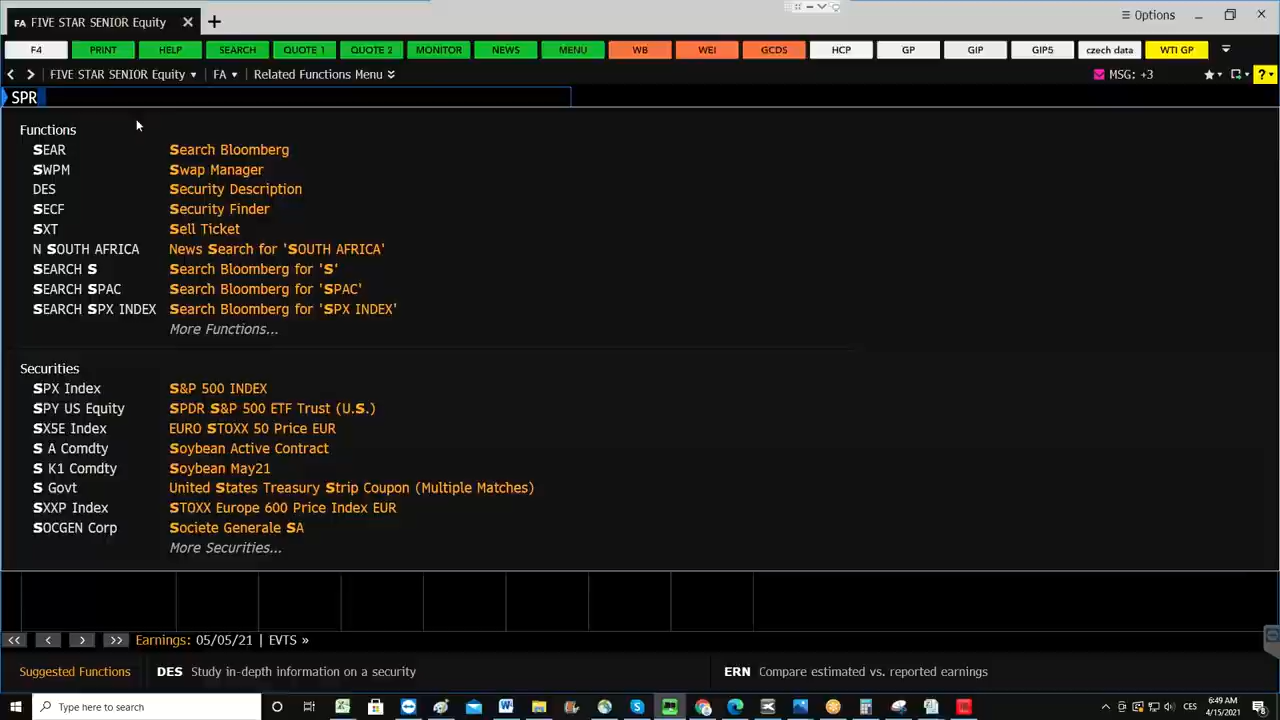 FA FIVE STAR SENIOR Equity
Options
F4 PRINT HELP SEARCH QUOTE 1 QUOTE 2 MONITOR NEWS MENU WB WEI GCDS HCP GP GIP GIP5 czech data WTI GP
FIVE STAR SENIOR Equity FA Related Functions Menu MSG: +3 ?
SPR
Functions
SEAR Search Bloomberg
SWPM Swap Manager
DES Security Description
SECF Security Finder
SXT Sell Ticket
N SOUTH AFRICA News Search for 'SOUTH AFRICA'
SEARCH S Search Bloomberg for 'S'
SEARCH SPAC Search Bloomberg for 'SPAC'
SEARCH SPX INDEX Search Bloomberg for 'SPX INDEX'
More Functions...
Securities
SPX Index S&P 500 INDEX
SPY US Equity SPDR S&P 500 ETF Trust (U.S.)
SX5E Index EURO STOXX 50 Price EUR
S A Comdty Soybean Active Contract
S K1 Comdty Soybean May21
S Govt United States Treasury Strip Coupon (Multiple Matches)
SXXP Index STOXX Europe 600 Price Index EUR
SOCGEN Corp Societe Generale SA
More Securities...
<< < > >> Earnings: 05/05/21 | EVTS »
Suggested Functions DES Study in-depth information on a security ERN Compare estimated vs. reported earnings
Type here to search
CES
6:49 AM
4/15/2021